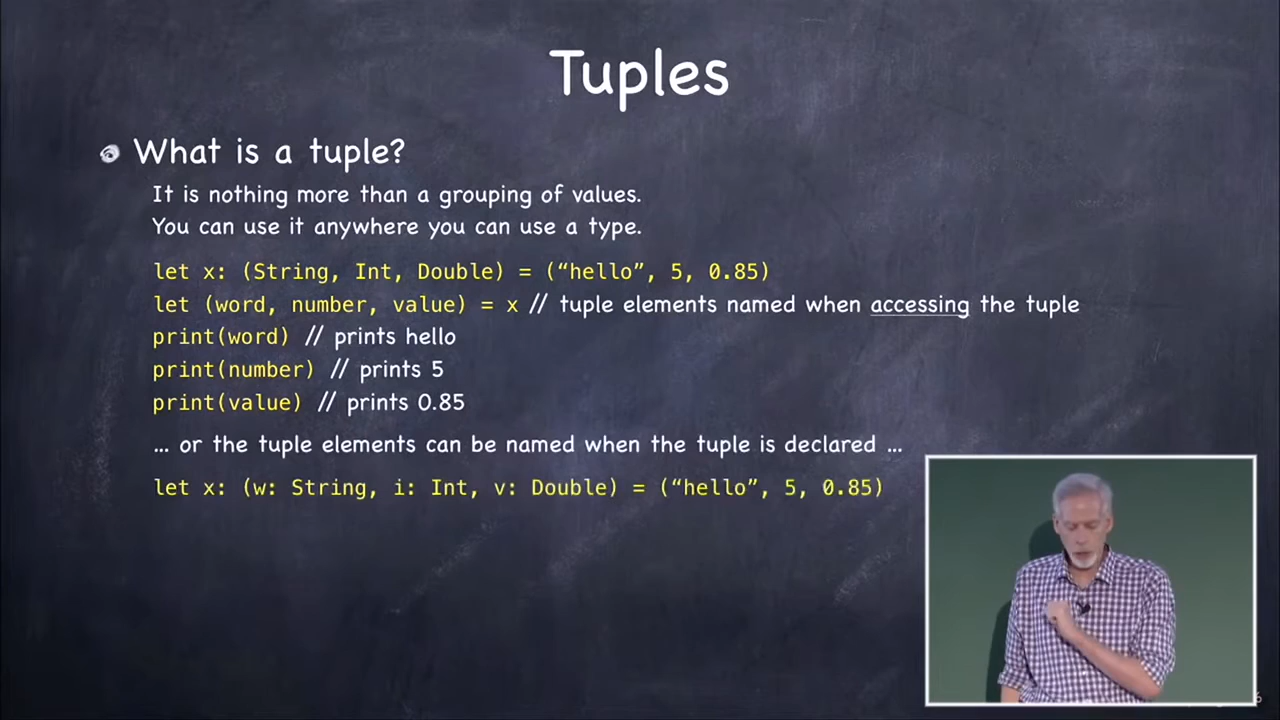 Tuples
What is a tuple?
It is nothing more than a grouping of values.
You can use it anywhere you can use a type.
let x: (String, Int, Double) = (“hello”, 5, 0.85)
let (word, number, value) = x // tuple elements named when accessing the tuple
print(word) // prints hello
print(number) // prints 5
print(value) // prints 0.85
... or the tuple elements can be named when the tuple is declared ...
let x: (w: String, i: Int, v: Double) = (“hello”, 5, 0.85)